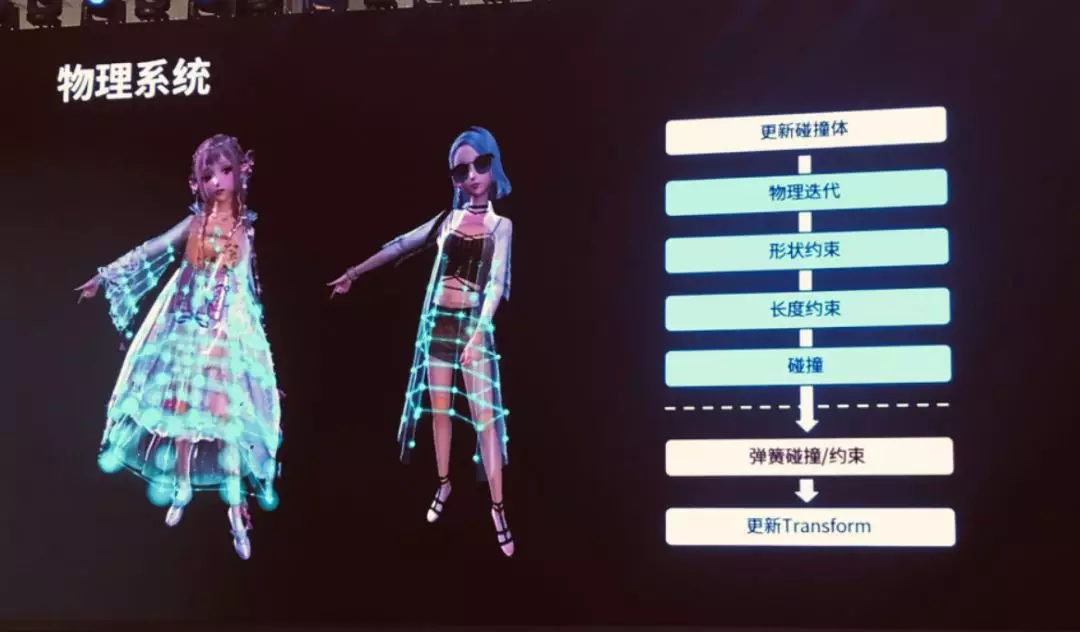 物理系统
更新碰撞体
物理迭代
形状约束
长度约束
碰撞
弹簧碰撞/约束
更新Transform